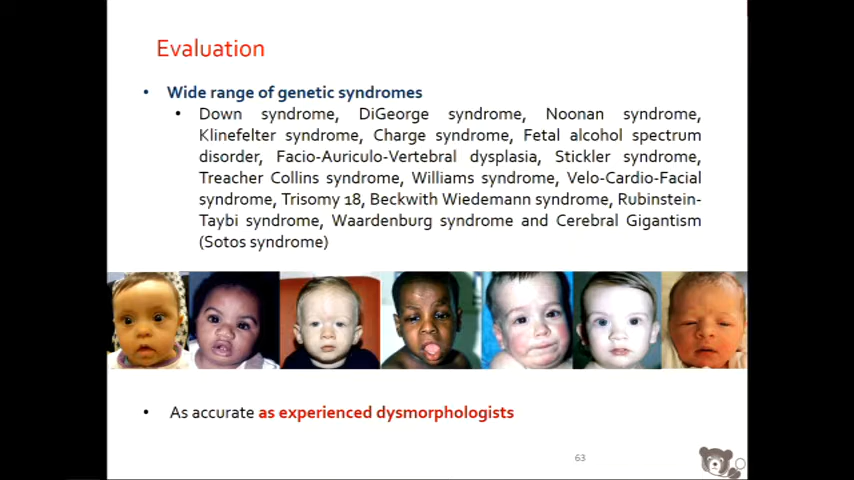 Evaluation
• Wide range of genetic syndromes
• Down syndrome, DiGeorge syndrome, Noonan syndrome,
Klinefelter syndrome, Charge syndrome, Fetal alcohol spectrum
disorder, Facio-Auriculo-Vertebral dysplasia, Stickler syndrome,
Treacher Collins syndrome, Williams syndrome, Velo-Cardio-Facial
syndrome, Trisomy 18, Beckwith Wiedemann syndrome, Rubinstein-
Taybi syndrome, Waardenburg syndrome and Cerebral Gigantism
(Sotos syndrome)
• As accurate as experienced dysmorphologists
63